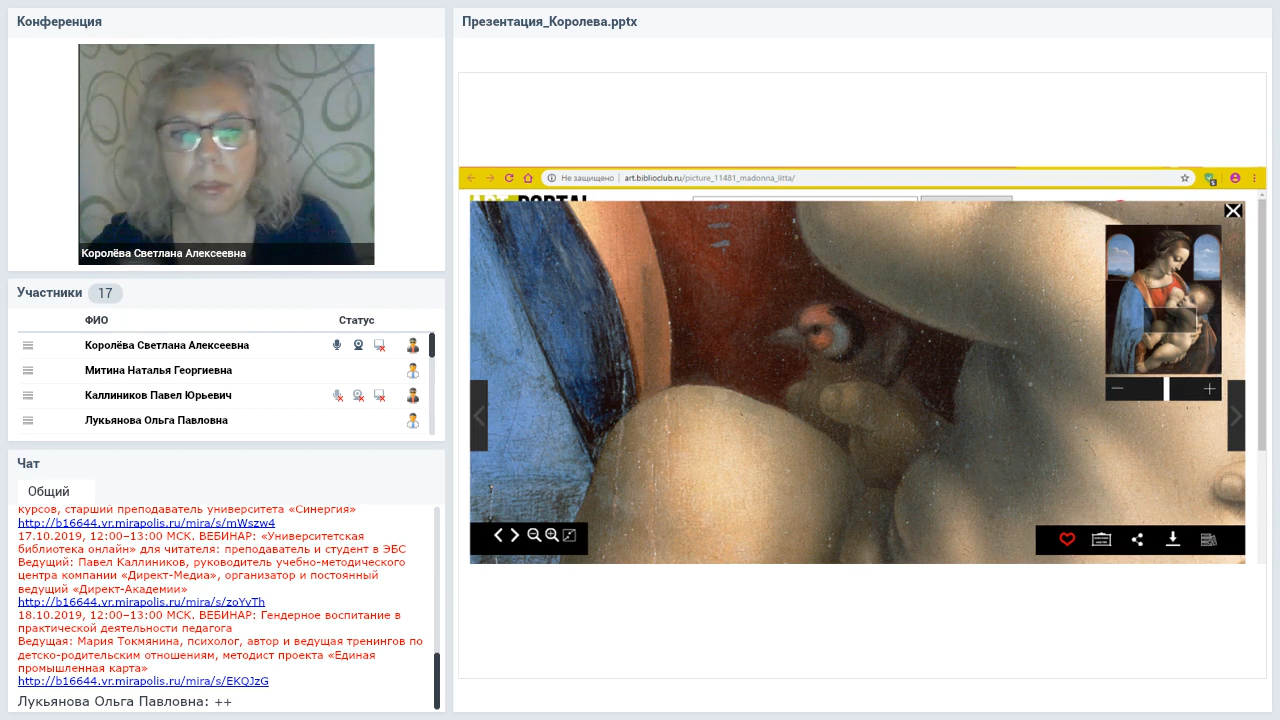 Конференция
Королёва Светлана Алексеевна
Участники 17
ФИО Статус
Королёва Светлана Алексеевна
Митина Наталья Георгиевна
Каллиников Павел Юрьевич
Лукьянова Ольга Павловна
Чат
Общий
курсов, старший преподаватель университета «Синергия»
http://b16644.vr.mirapolis.ru/mira/s/mWszw4
17.10.2019, 12:00–13:00 МСК. ВЕБИНАР: «Университетская
библиотека онлайн» для читателя: преподаватель и студент в ЭБС
Ведущий: Павел Каллиников, руководитель учебно-методического
центра компании «Директ-Медиа», организатор и постоянный
ведущий «Директ-Академии»
http://b16644.vr.mirapolis.ru/mira/s/zoYvTh
18.10.2019, 12:00–13:00 МСК. ВЕБИНАР: Гендерное воспитание в
практической деятельности педагога
Ведущая: Мария Токмянина, психолог, автор и ведущая тренингов по
детско-родительским отношениям, методист проекта «Единая
промышленная карта»
http://b16644.vr.mirapolis.ru/mira/s/EKQJzG
Лукьянова Ольга Павловна: ++
Презентация_Королева.pptx
Не защищено art.biblioclub.ru/picture_11481_madonna_litta/